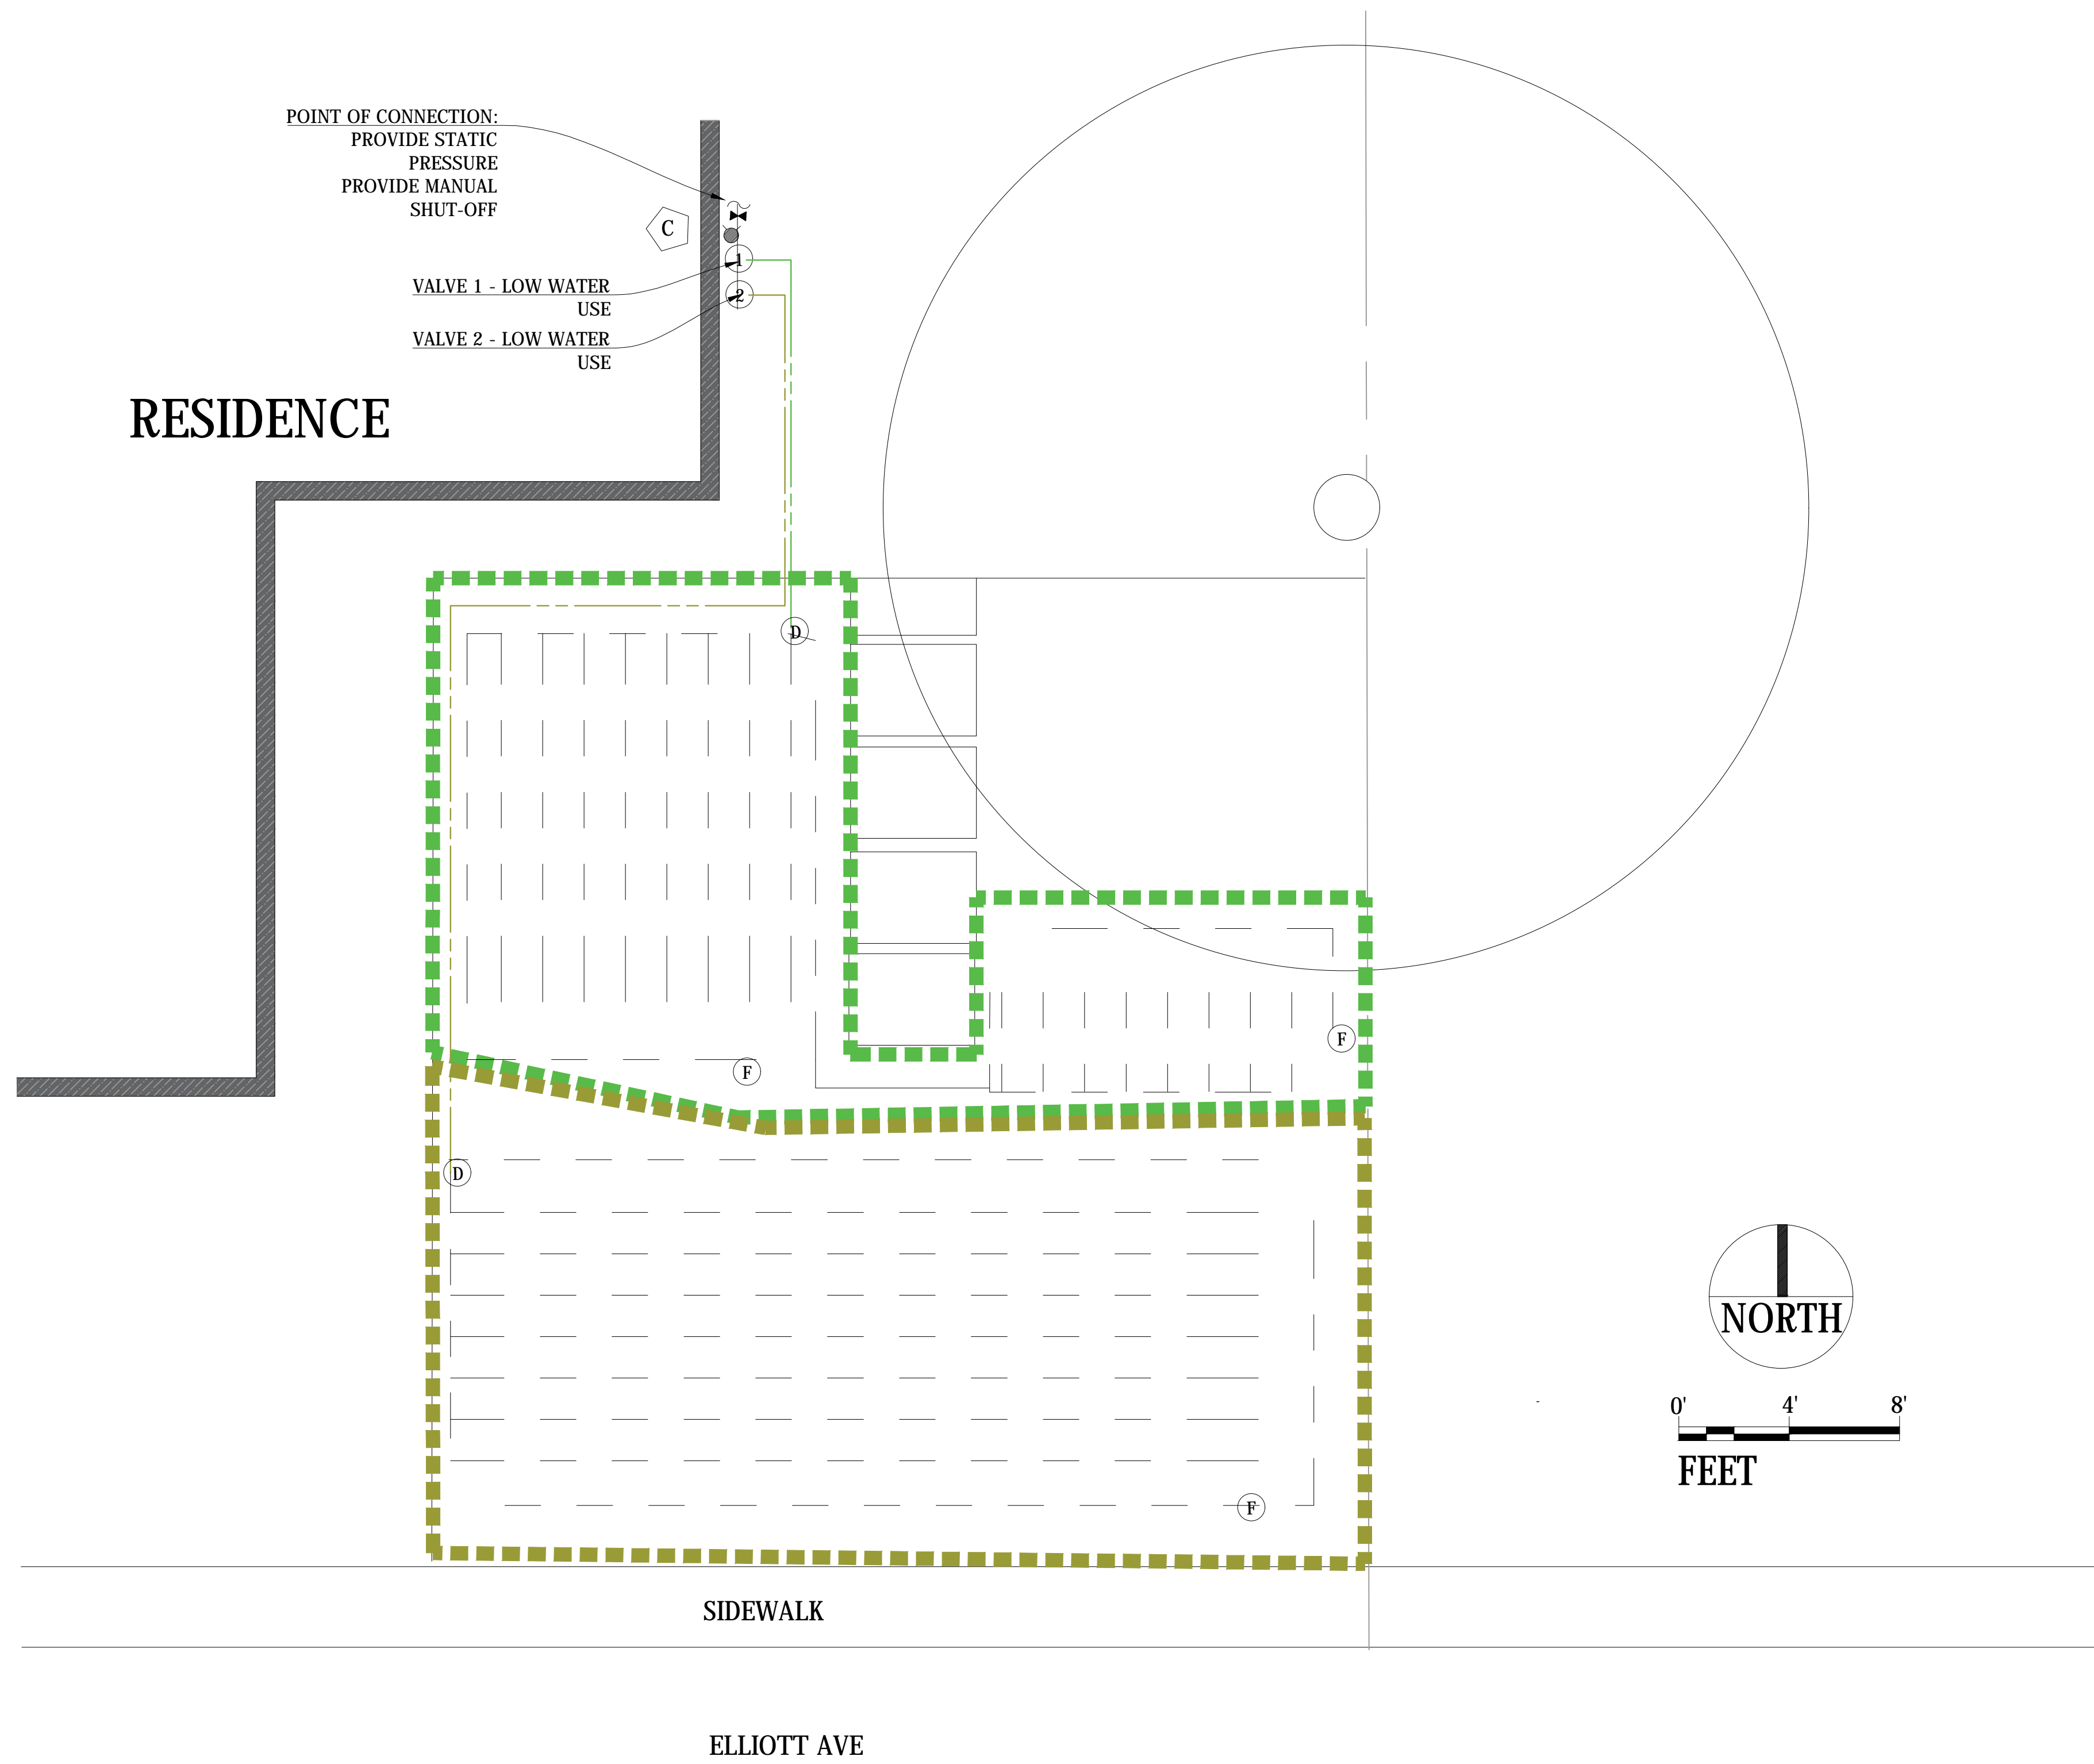 POINT OF CONNECTION:
PROVIDE STATIC
PRESSURE
PROVIDE MANUAL
SHUT-OFF
C
1
VALVE 1 - LOW WATER
USE
2
VALVE 2 - LOW WATER
USE
RESIDENCE
D
F
F
D
F
NORTH
0' 4' 8'
FEET
SIDEWALK
ELLIOTT AVE